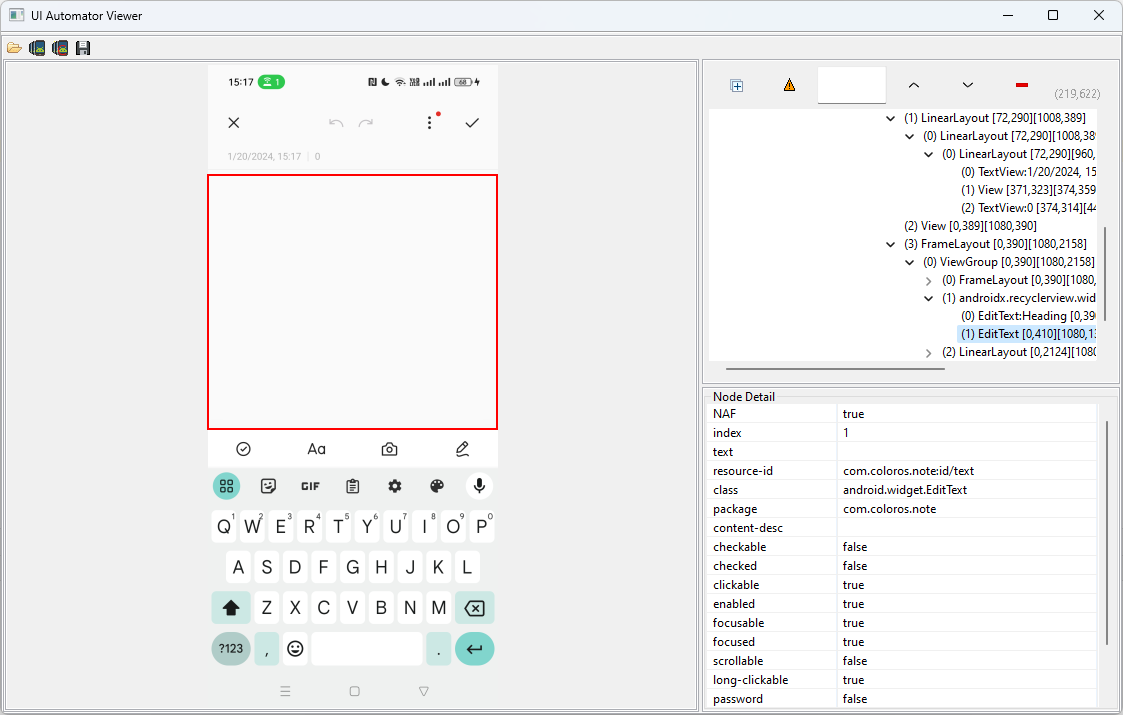 UI Automator Viewer
15:17 1 68
1/20/2024, 15:17 | 0
Aa
GIF
Q1 W2 E3 R4 T5 Y6 U7 I8 O9 P0
A S D F G H J K L
Z X C V B N M
?123 , .
(219,622)
(1) LinearLayout [72,290][1008,389]
(0) LinearLayout [72,290][1008,389
(0) LinearLayout [72,290][960,
(0) TextView:1/20/2024, 15
(1) View [371,323][374,359
(2) TextView:0 [374,314][44
(2) View [0,389][1080,390]
(3) FrameLayout [0,390][1080,2158]
(0) ViewGroup [0,390][1080,2158]
(0) FrameLayout [0,390][1080,
(1) androidx.recyclerview.wid
(0) EditText:Heading [0,390
(1) EditText [0,410][1080,13
(2) LinearLayout [0,2124][1080
Node Detail
NAF true
index 1
text
resource-id com.coloros.note:id/text
class android.widget.EditText
package com.coloros.note
content-desc
checkable false
checked false
clickable true
enabled true
focusable true
focused true
scrollable false
long-clickable true
password false